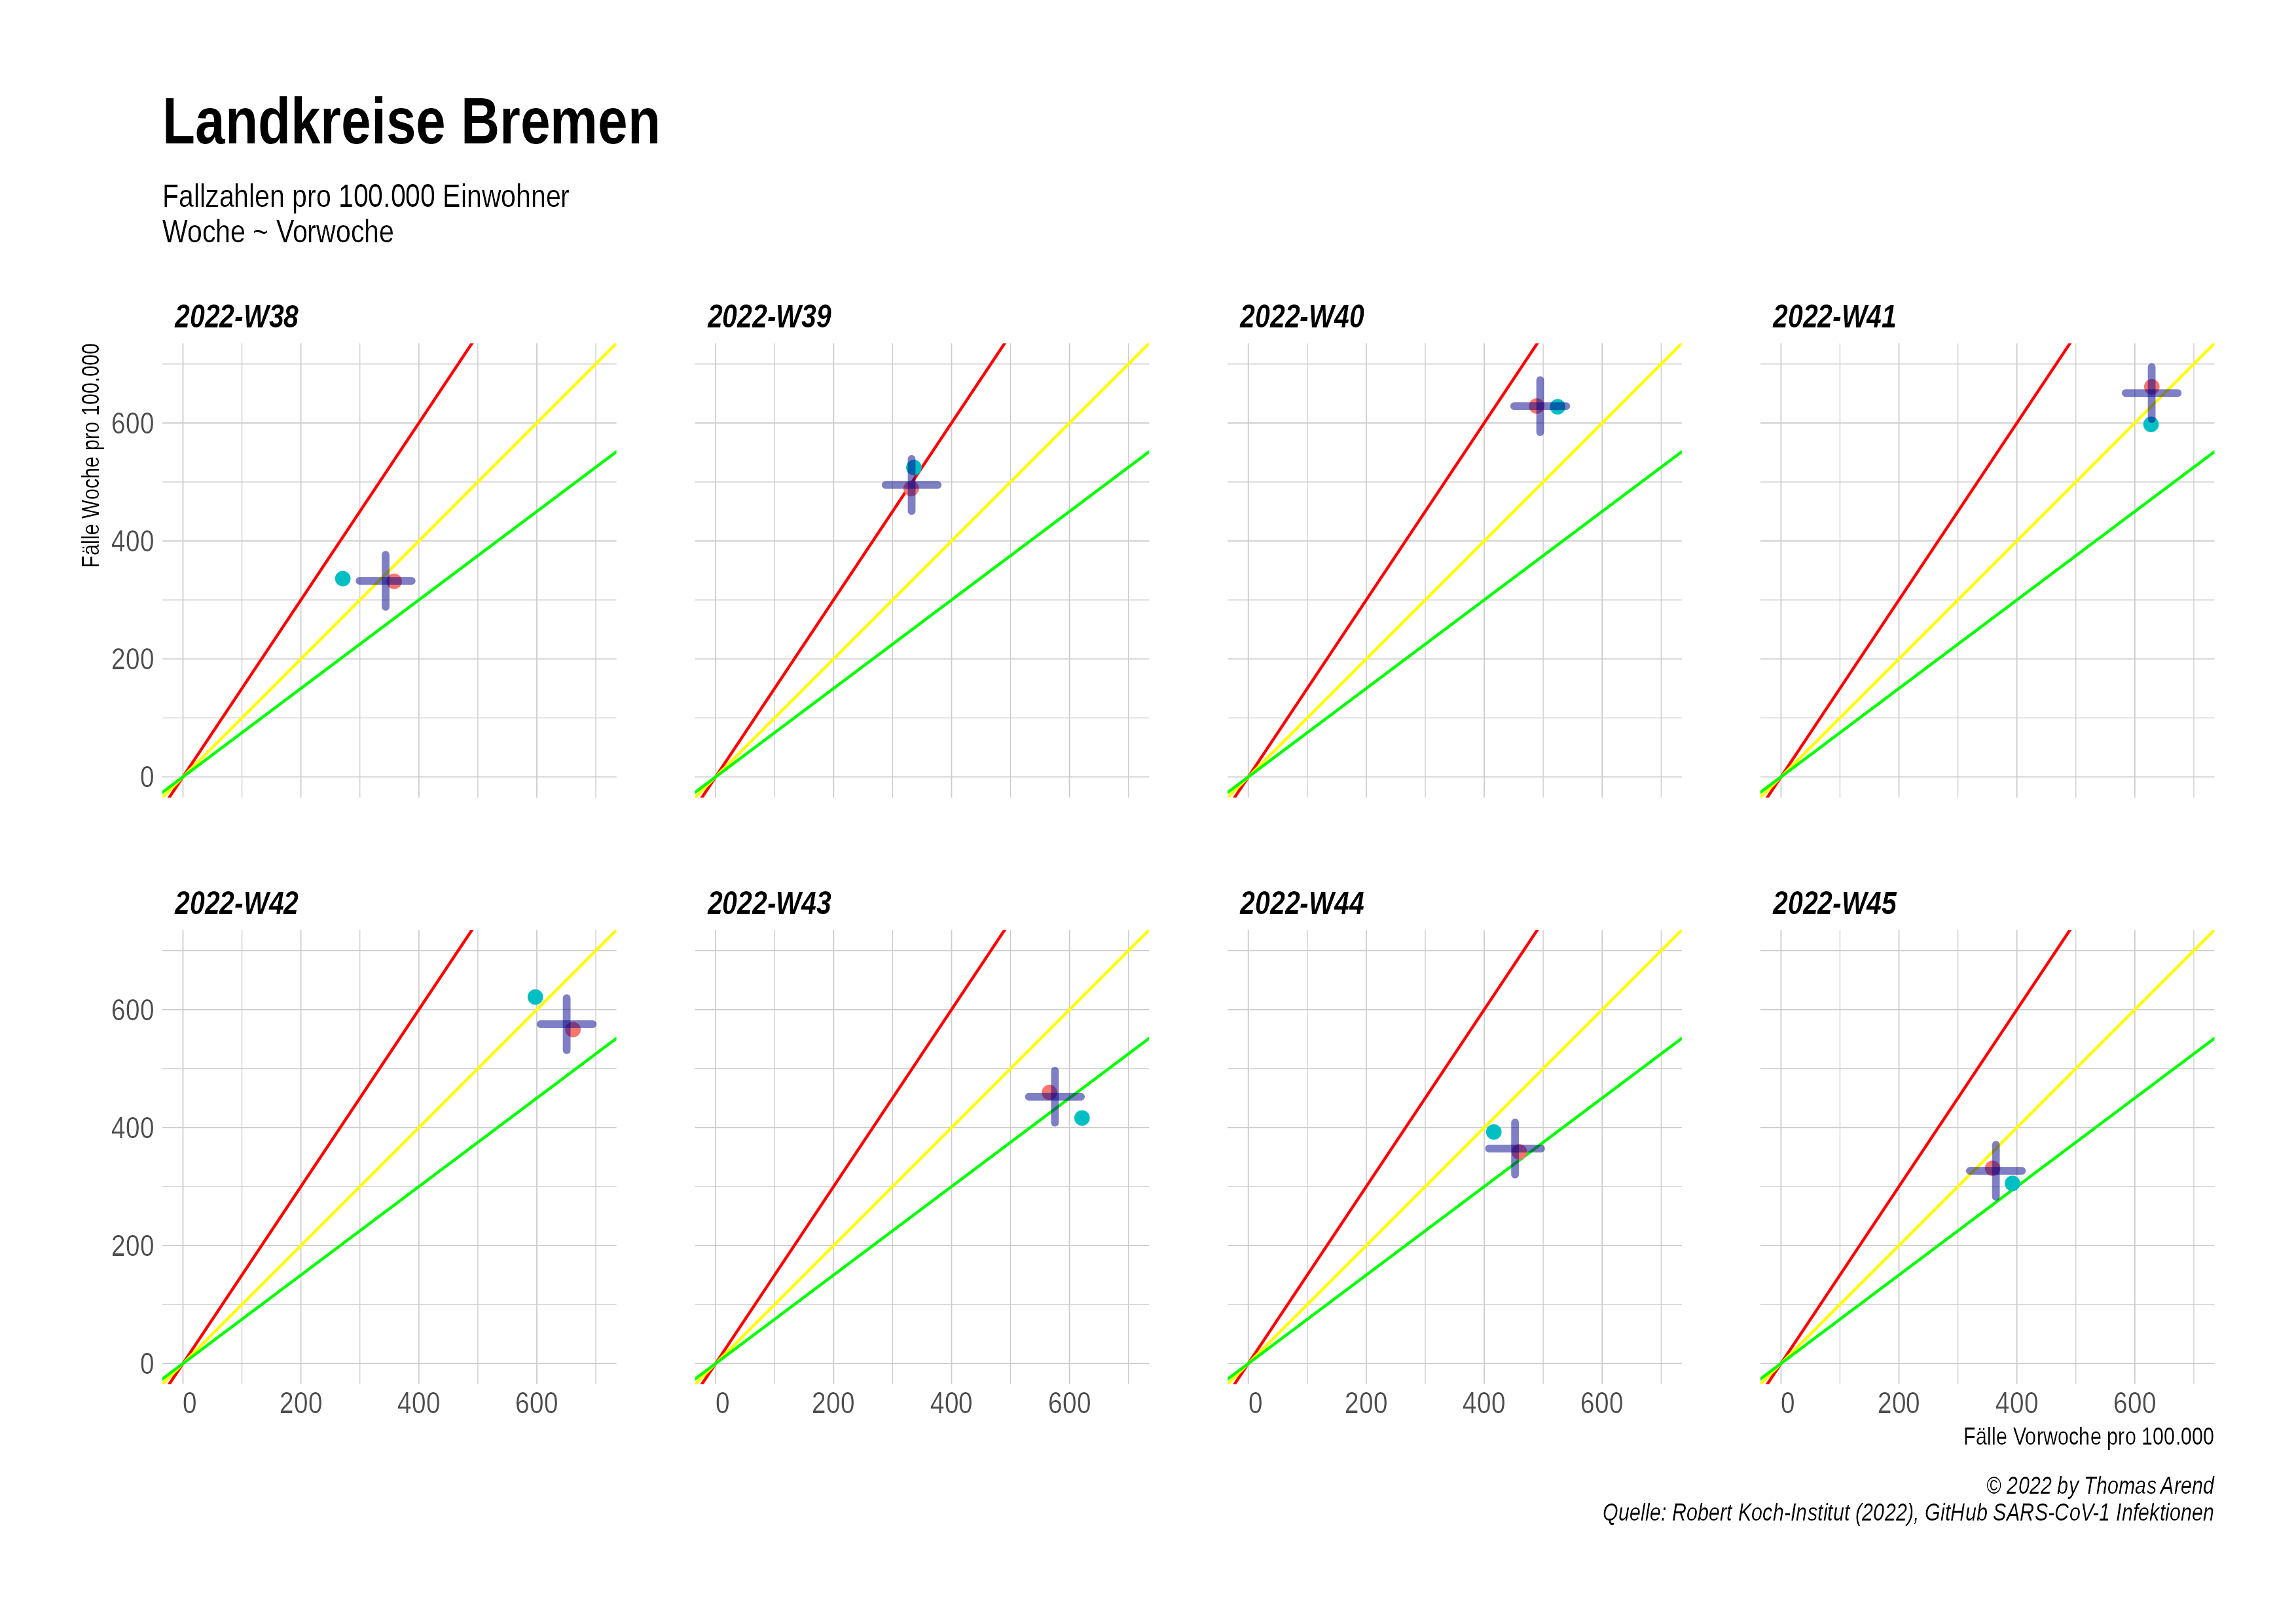 Landkreise Bremen
Fallzahlen pro 100.000 Einwohner
Woche ~ Vorwoche
2022-W38
2022-W39
2022-W40
2022-W41
Fälle Woche pro 100.000
600
400
200
0
2022-W42
2022-W43
2022-W44
2022-W45
600
400
200
0
0 200 400 600
0 200 400 600
0 200 400 600
0 200 400 600
Fälle Vorwoche pro 100.000
© 2022 by Thomas Arend
Quelle: Robert Koch-Institut (2022), GitHub SARS-CoV-1 Infektionen